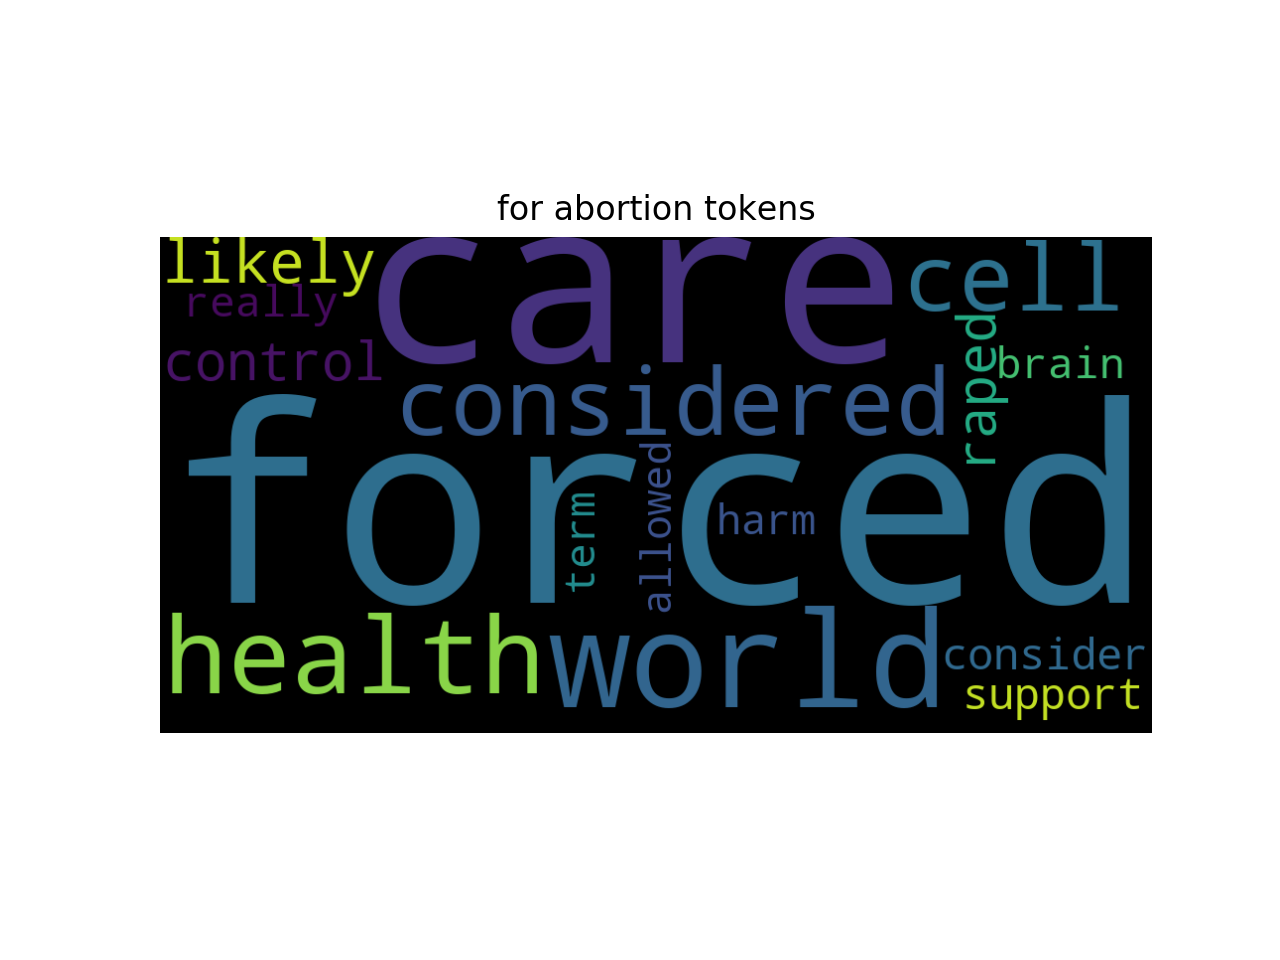 for abortion tokens
likely
care
cell
really
control
raped
brain
considered
forced
term
allowed
harm
health
world
consider
support